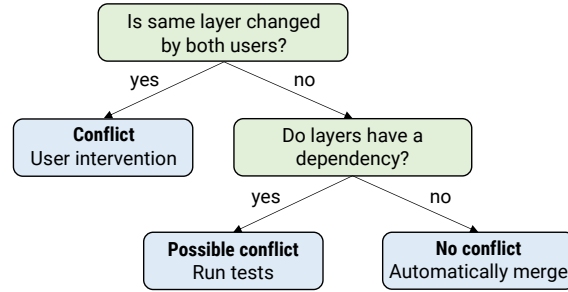 Is same layer changed
by both users?
yes
no
Conflict
User intervention
Do layers have a
dependency?
yes
no
Possible conflict
Run tests
No conflict
Automatically merge